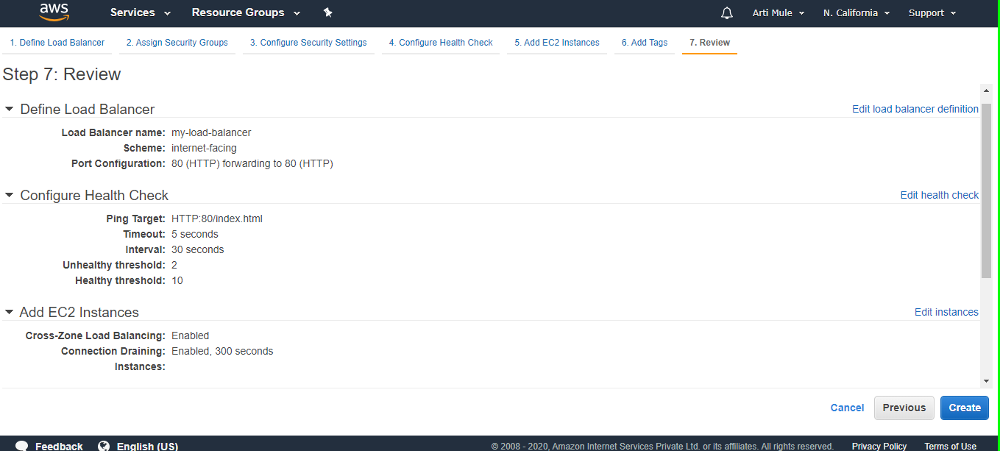 aws Services Resource Groups Arti Mule N. California Support
1. Define Load Balancer 2. Assign Security Groups 3. Configure Security Settings 4. Configure Health Check 5. Add EC2 Instances 6. Add Tags 7. Review
Step 7: Review
Define Load Balancer Edit load balancer definition
Load Balancer name: my-load-balancer
Scheme: internet-facing
Port Configuration: 80 (HTTP) forwarding to 80 (HTTP)
Configure Health Check Edit health check
Ping Target: HTTP:80/index.html
Timeout: 5 seconds
Interval: 30 seconds
Unhealthy threshold: 2
Healthy threshold: 10
Add EC2 Instances Edit instances
Cross-Zone Load Balancing: Enabled
Connection Draining: Enabled, 300 seconds
Instances:
Cancel Previous Create
Feedback English (US) © 2008 - 2020, Amazon Internet Services Private Ltd. or its affiliates. All rights reserved. Privacy Policy Terms of Use